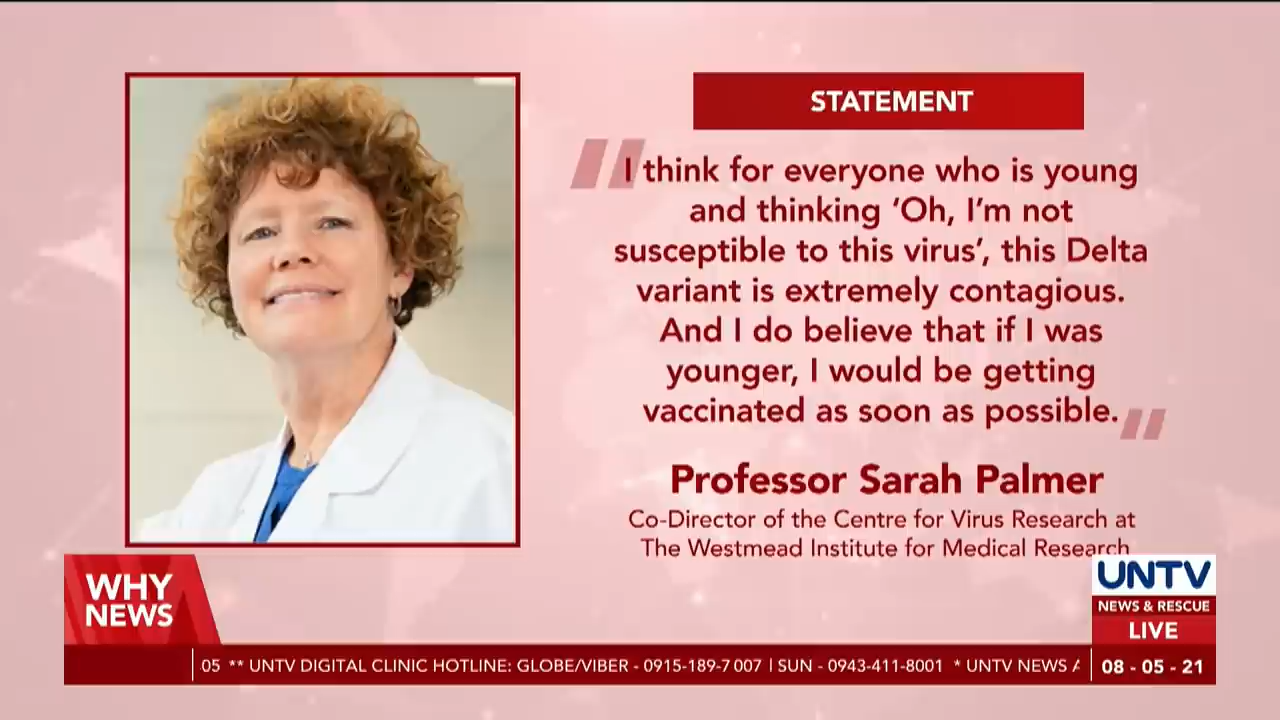 STATEMENT
I think for everyone who is young
and thinking ‘Oh, I’m not
susceptible to this virus’, this Delta
variant is extremely contagious.
And I do believe that if I was
younger, I would be getting
vaccinated as soon as possible.
Professor Sarah Palmer
Co-Director of the Centre for Virus Research at
The Westmead Institute for Medical Research
WHY
NEWS
UNTV
NEWS & RESCUE
LIVE
05 ** UNTV DIGITAL CLINIC HOTLINE: GLOBE/VIBER - 0915-189-7007 | SUN - 0943-411-8001 * UNTV NEWS A
08 - 05 - 21